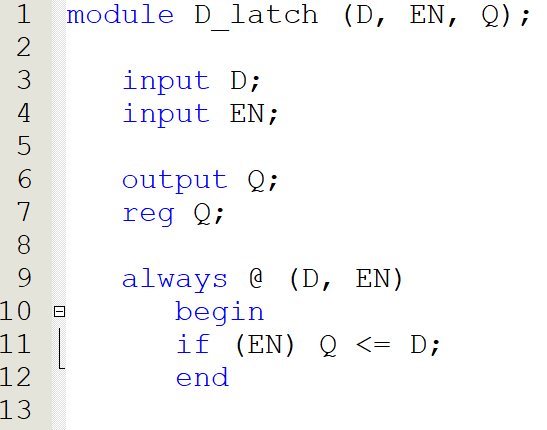 1 module D_latch (D, EN, Q);
2
3 input D;
4 input EN;
5
6 output Q;
7 reg Q;
8
9 always @ (D, EN)
10 begin
11 if (EN) Q <= D;
12 end
13